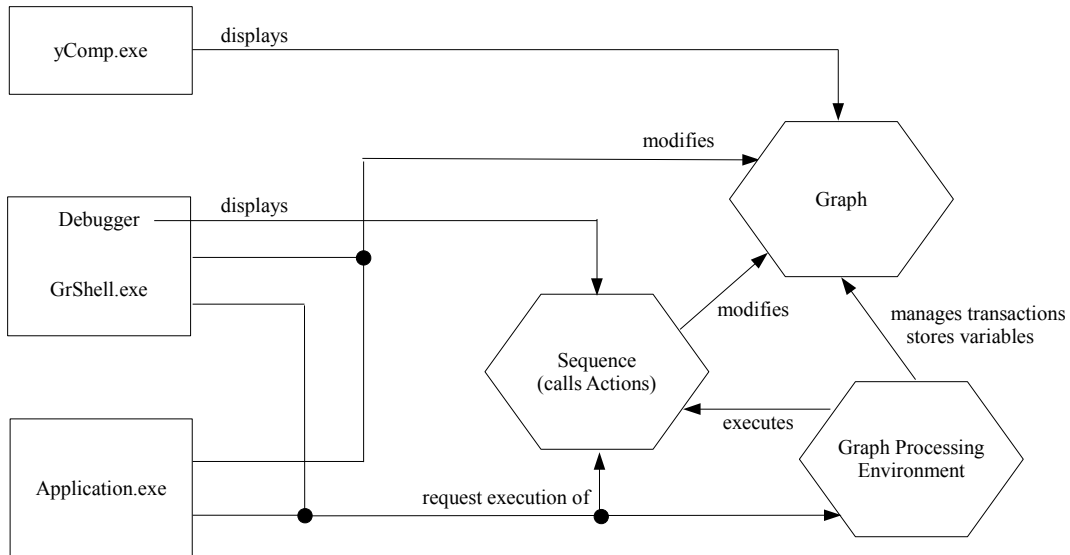 yComp.exe
displays
modifies
Graph
Debugger
displays
GrShell.exe
modifies
manages transactions
stores variables
Sequence
(calls Actions)
executes
Graph Processing
Environment
Application.exe
request execution of